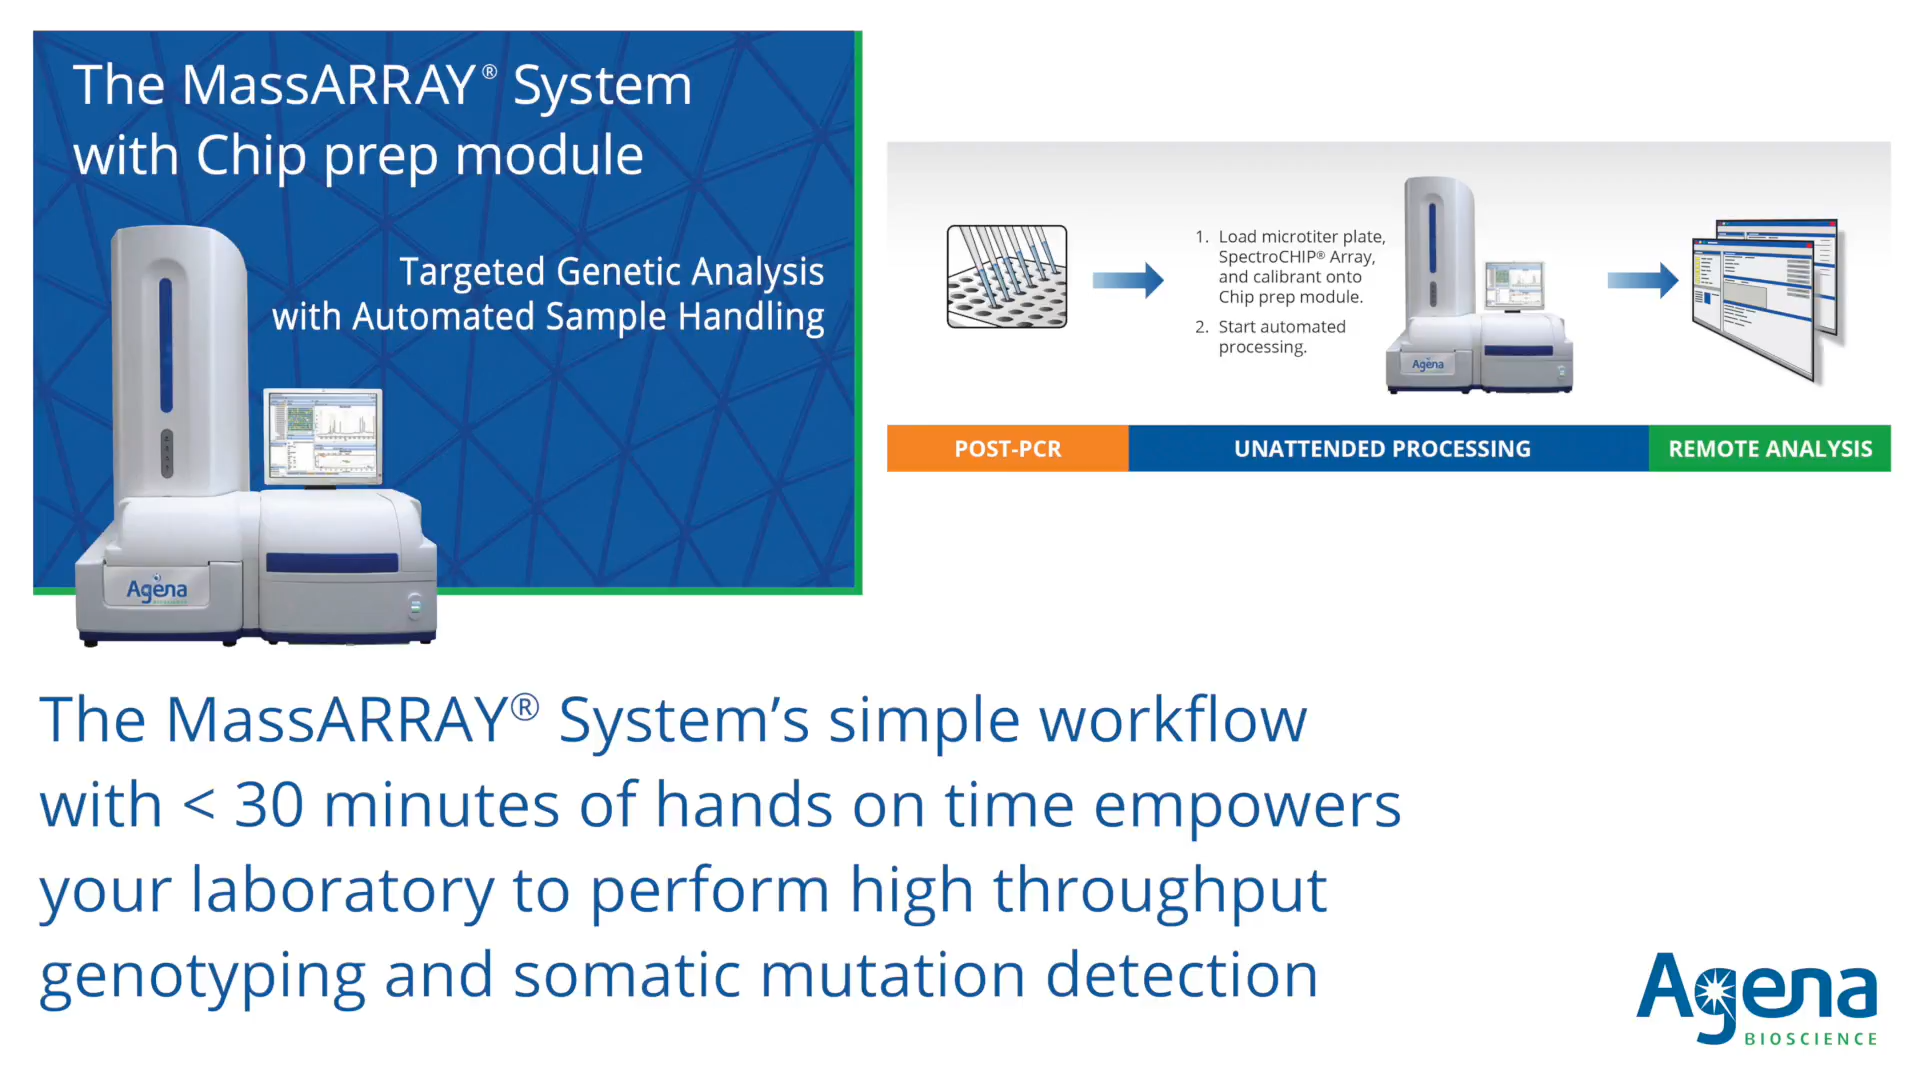 The MassARRAY® System
with Chip prep module
Targeted Genetic Analysis
with Automated Sample Handling
Agena
BIOSCIENCE
1. Load microtiter plate,
SpectroCHIP® Array,
and calibrant onto
Chip prep module.
2. Start automated
processing.
Agena
POST-PCR
UNATTENDED PROCESSING
REMOTE ANALYSIS
The MassARRAY® System’s simple workflow
with < 30 minutes of hands on time empowers
your laboratory to perform high throughput
genotyping and somatic mutation detection
Agena
BIOSCIENCE